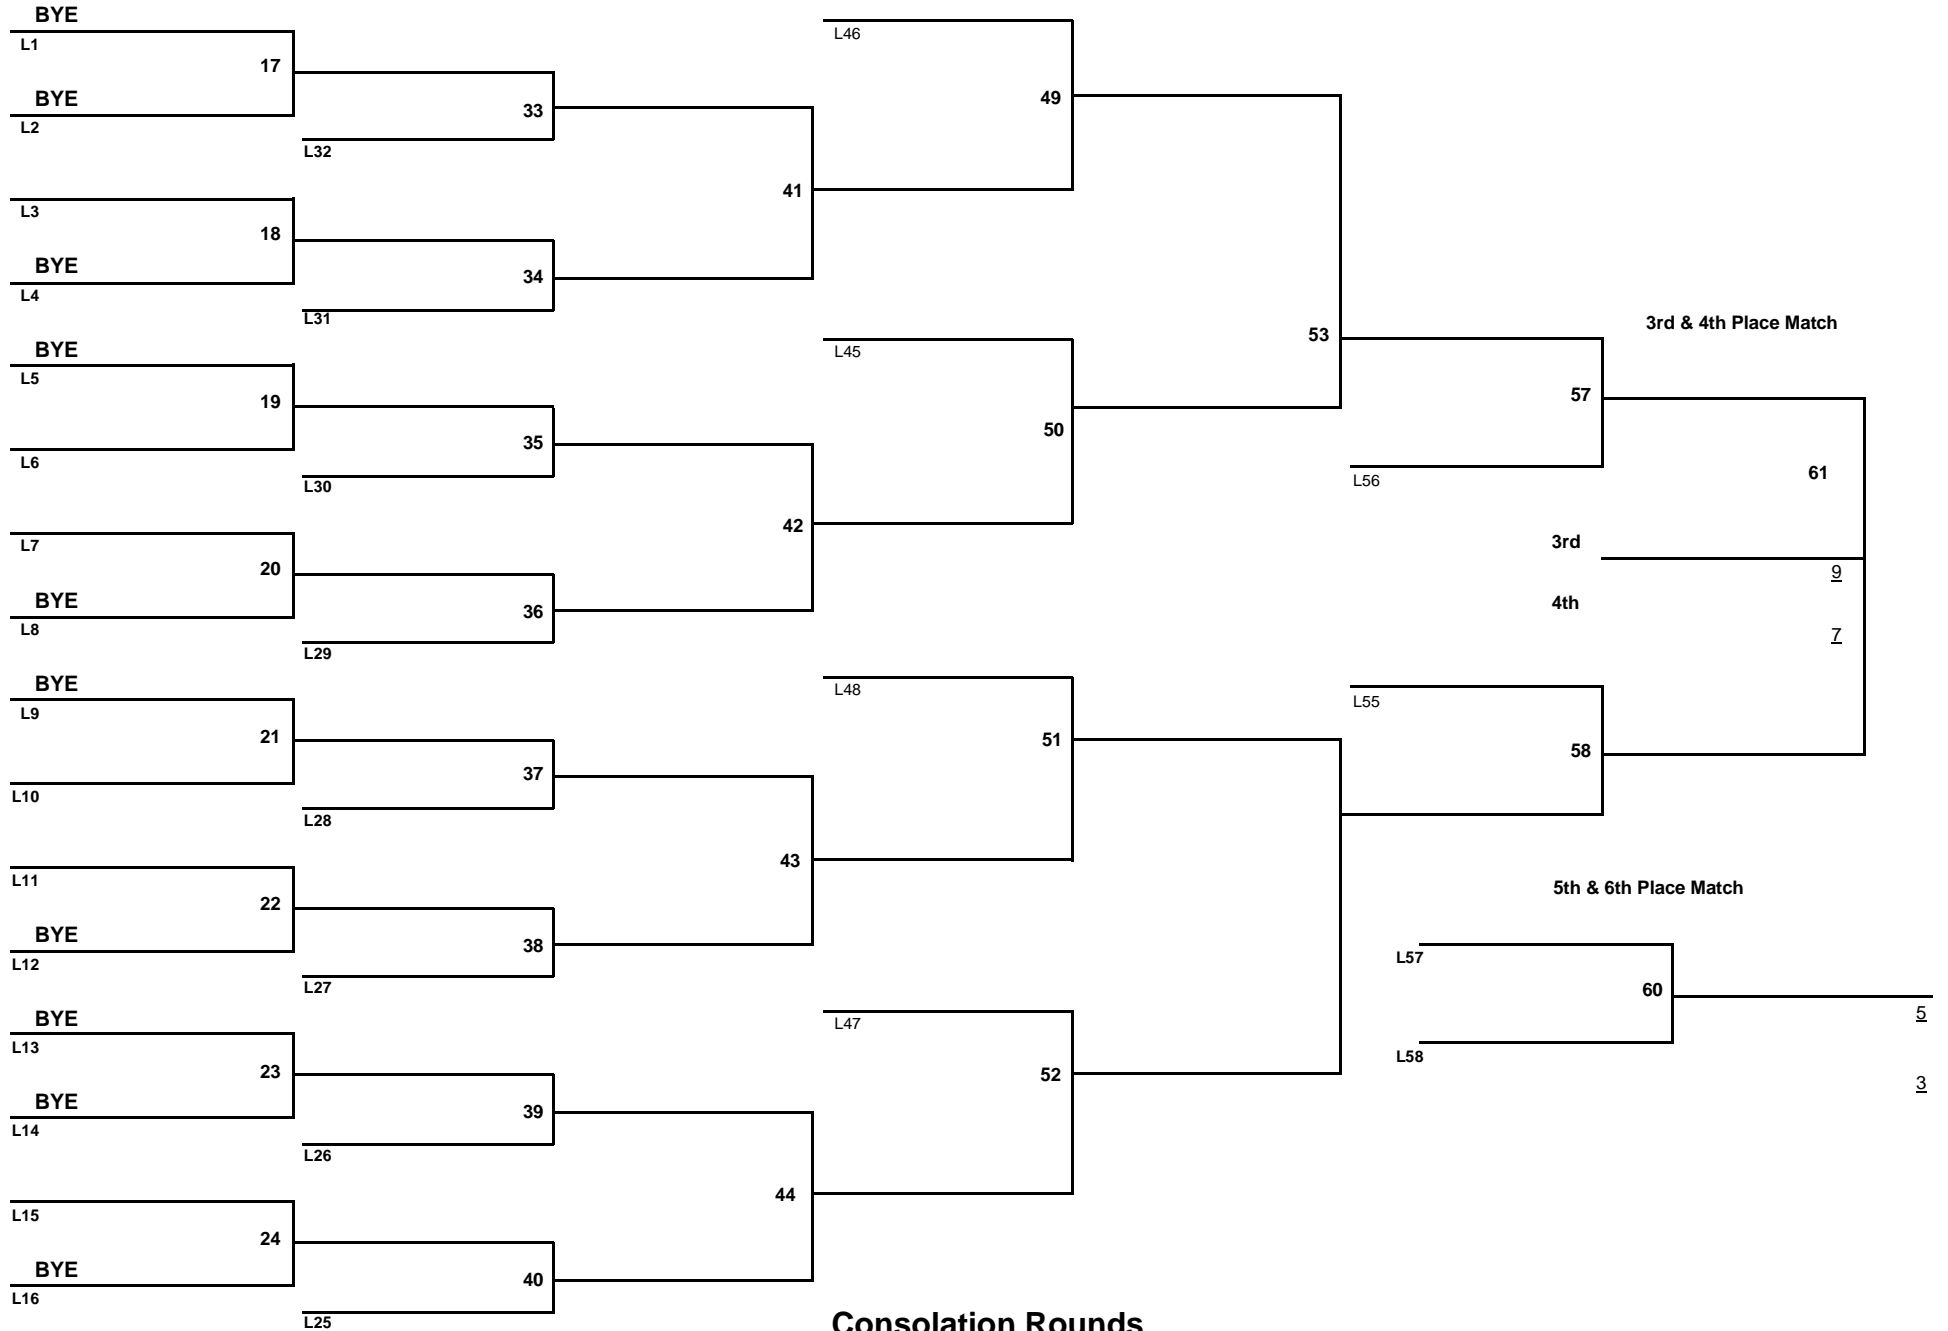 BYE
L1
17
BYE
L2
33
L32
L3
18
BYE
L4
34
L31
41
L46
49
BYE
L5
19
L6
35
L30
L7
20
BYE
L8
36
L29
42
L45
50
53
BYE
L9
21
L10
37
L28
L11
22
BYE
L12
38
L27
43
L48
51
BYE
L13
23
BYE
L14
39
L26
L15
24
BYE
L16
40
L25
44
L47
52
3rd & 4th Place Match
57
L56
61
3rd
9
4th
7
L55
58
5th & 6th Place Match
L57
60
L58
5
3
Consolation Rounds